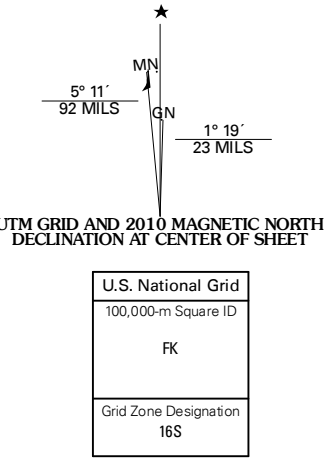 MN
5° 11´
92 MILS
GN
1° 19´
23 MILS
UTM GRID AND 2010 MAGNETIC NORTH
DECLINATION AT CENTER OF SHEET
U.S. National Grid
100,000-m Square ID
FK
Grid Zone Designation
16S